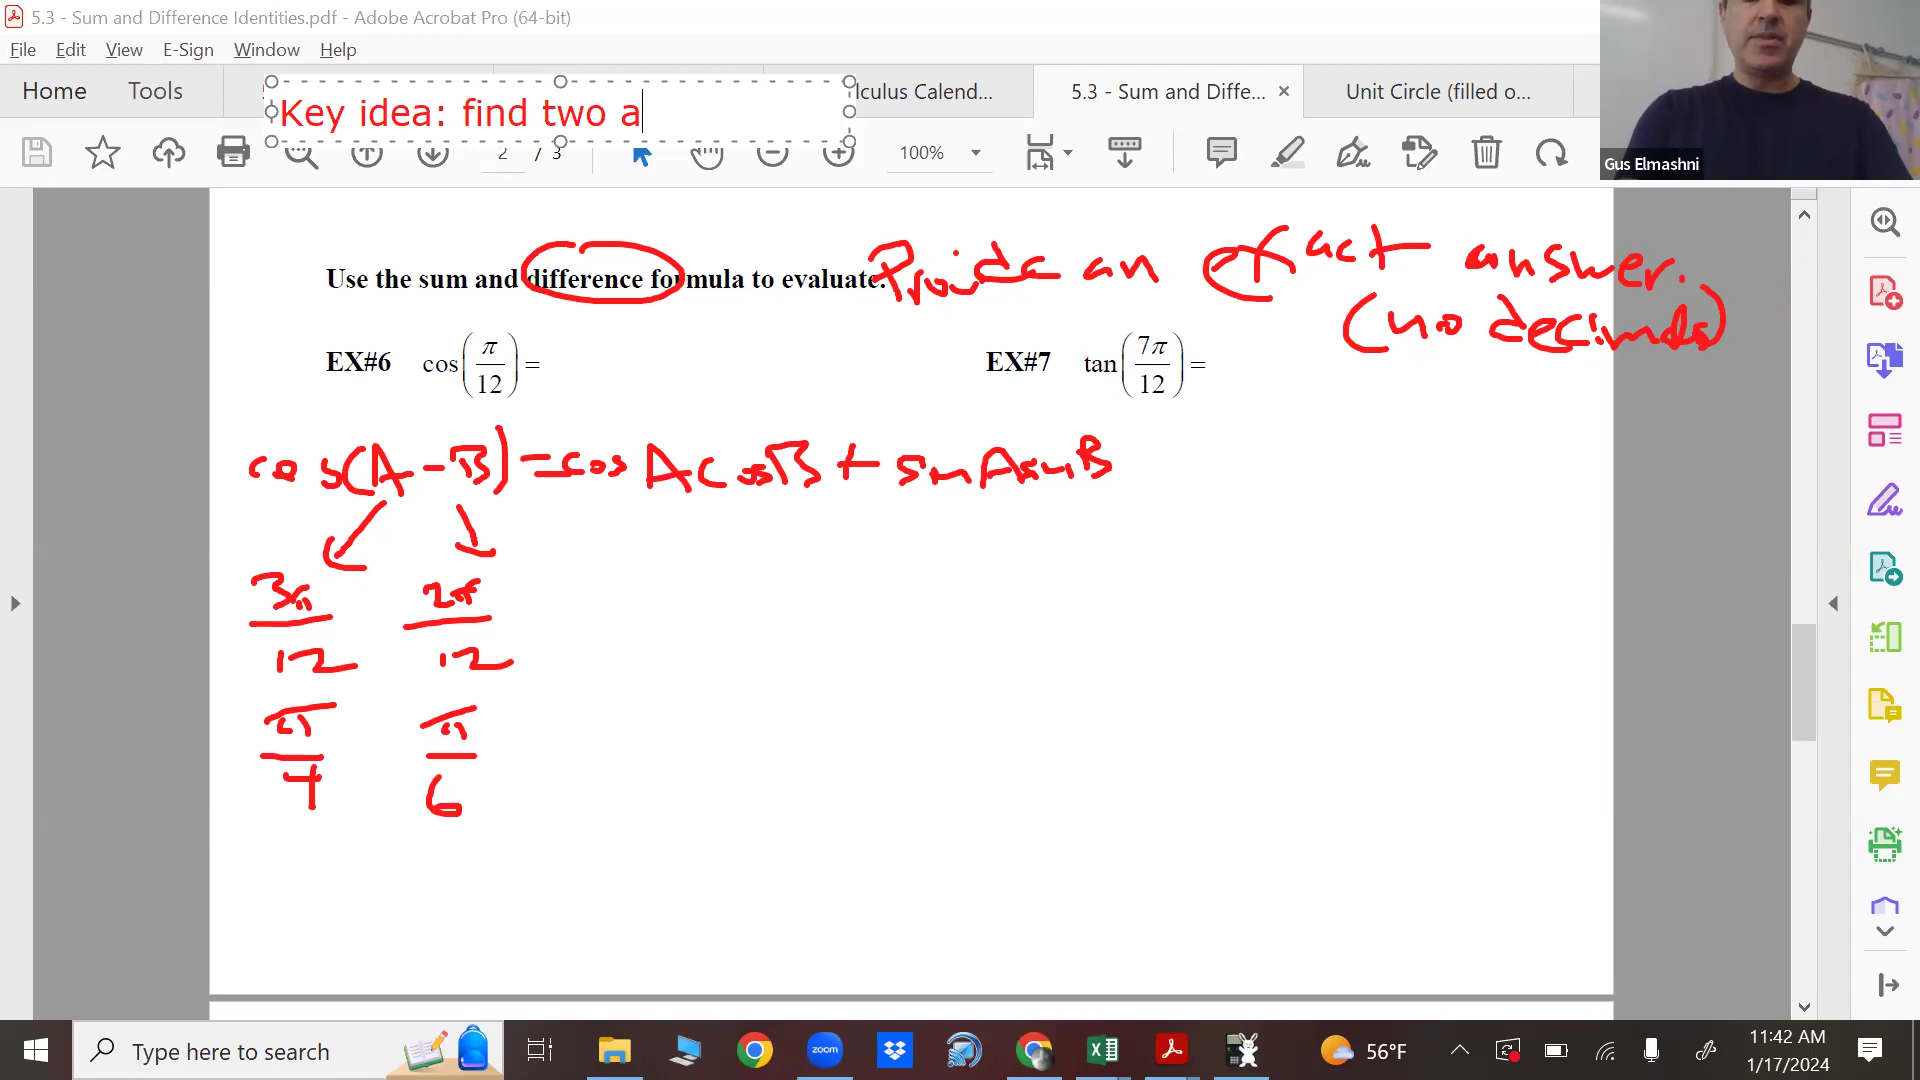 5.3 - Sum and Difference Identities.pdf - Adobe Acrobat Pro (64-bit)
File Edit View E-Sign Window Help
Home Tools
Key idea: find two a
lculus Calend... 5.3 - Sum and Diffe... × Unit Circle (filled o...
2 / 3 100%
Gus Elmashni
Use the sum and difference formula to evaluate. Provide an exact answer.
(no decimals)
EX#6 cos(π/12) = EX#7 tan(7π/12) =
cos(A-B) = cosAcosB + sinAsinB
3π/12 2π/12
π/4 π/6
Type here to search
zoom
56°F
11:42 AM
1/17/2024